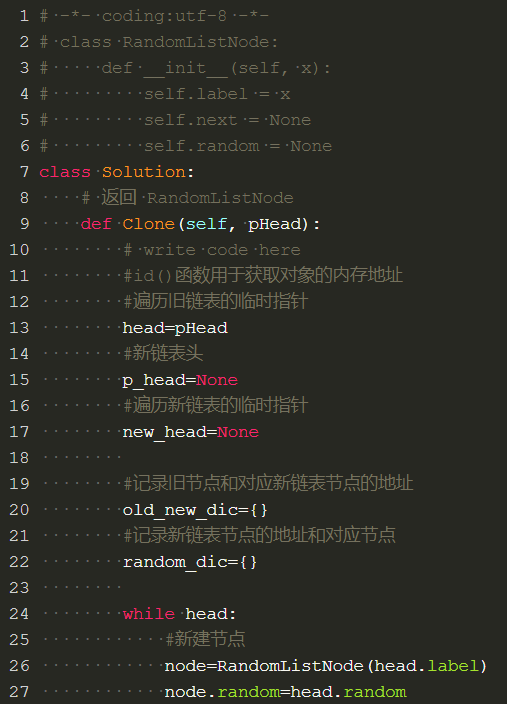 1 # -*- coding:utf-8 -*-
2 # class RandomListNode:
3 #     def __init__(self, x):
4 #         self.label = x
5 #         self.next = None
6 #         self.random = None
7 class Solution:
8     # 返回 RandomListNode
9     def Clone(self, pHead):
10         # write code here
11         #id()函数用于获取对象的内存地址
12         #遍历旧链表的临时指针
13         head=pHead
14         #新链表头
15         p_head=None
16         #遍历新链表的临时指针
17         new_head=None
18
19         #记录旧节点和对应新链表节点的地址
20         old_new_dic={}
21         #记录新链表节点的地址和对应节点
22         random_dic={}
23
24         while head:
25             #新建节点
26             node=RandomListNode(head.label)
27             node.random=head.random